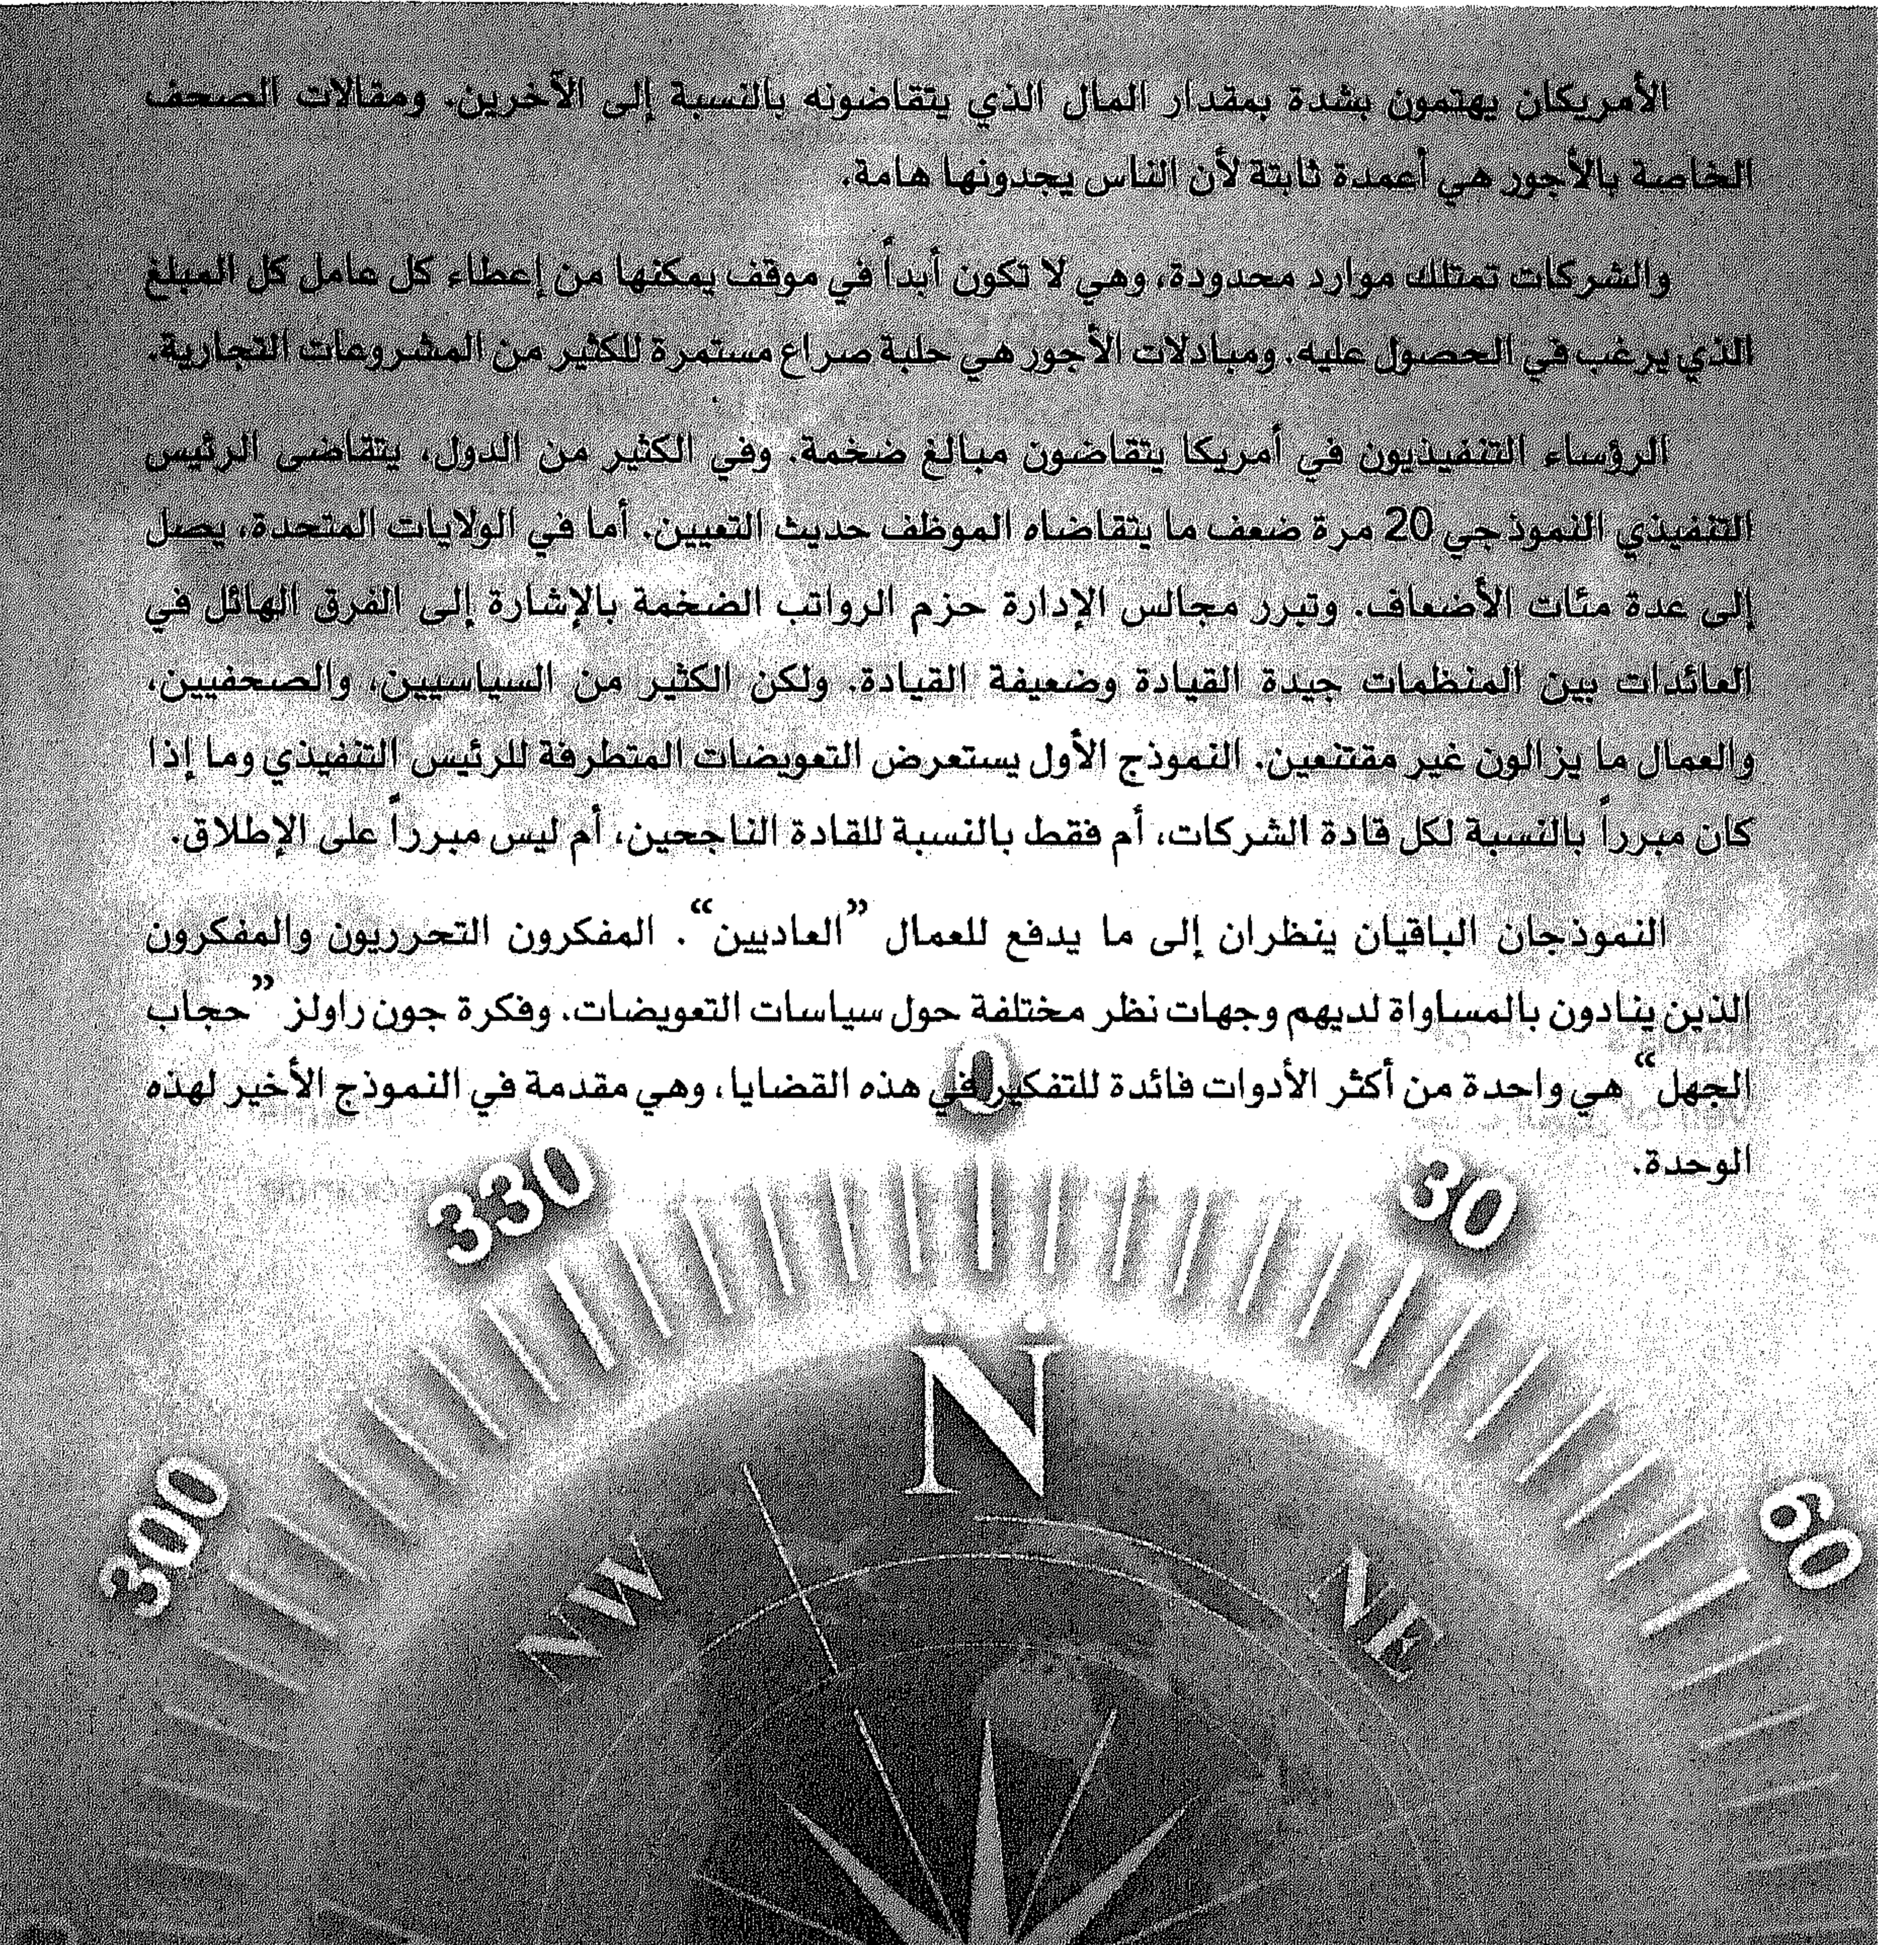 الأمريكان يهتمون بشدة بمقدار المال الذي يتقاضونه بالنسبة إلى الآخرين. ومقالات الصحف
الخاصة بالأجور هي أعمدة ثابتة لأن الناس يجدونها هامة.
والشركات تمتلك موارد محدودة، وهي لا تكون أبداً في موقف يمكنها من إعطاء كل عامل كل المبلغ
الذي يرغب في الحصول عليه. ومبادلات الأجور هي حلبة صراع مستمرة للكثير من المشروعات التجارية.
الرؤساء التنفيذيون في أمريكا يتقاضون مبالغ ضخمة. وفي الكثير من الدول، يتقاضى الرئيس
التنفيذي النموذجي 20 مرة ضعف ما يتقاضاه الموظف حديث التعيين. أما في الولايات المتحدة، يصل
إلى عدة مئات الأضعاف. وتبرر مجالس الإدارة حزم الرواتب الضخمة بالإشارة إلى الفرق الهائل في
العائدات بين المنظمات جيدة القيادة وضعيفة القيادة. ولكن الكثير من السياسيين، والصحفيين،
والعمال ما يزالون غير مقتنعين. النموذج الأول يستعرض التعويضات المتطرفة للرئيس التنفيذي وما إذا
كان مبرراً بالنسبة لكل قادة الشركات، أم فقط بالنسبة للقادة الناجحين، أم ليس مبرراً على الإطلاق.
النموذجان الباقيان ينظران إلى ما يدفع للعمال ”العاديين“. المفكرون التحرريون والمفكرون
الذين ينادون بالمساواة لديهم وجهات نظر مختلفة حول سياسات التعويضات. وفكرة جون راولز ”حجاب
الجهل“ هي واحدة من أكثر الأدوات فائدة للتفكير في هذه القضايا، وهي مقدمة في النموذج الأخير لهذه
الوحدة.
0
330
30
N
300
60
NW
NE